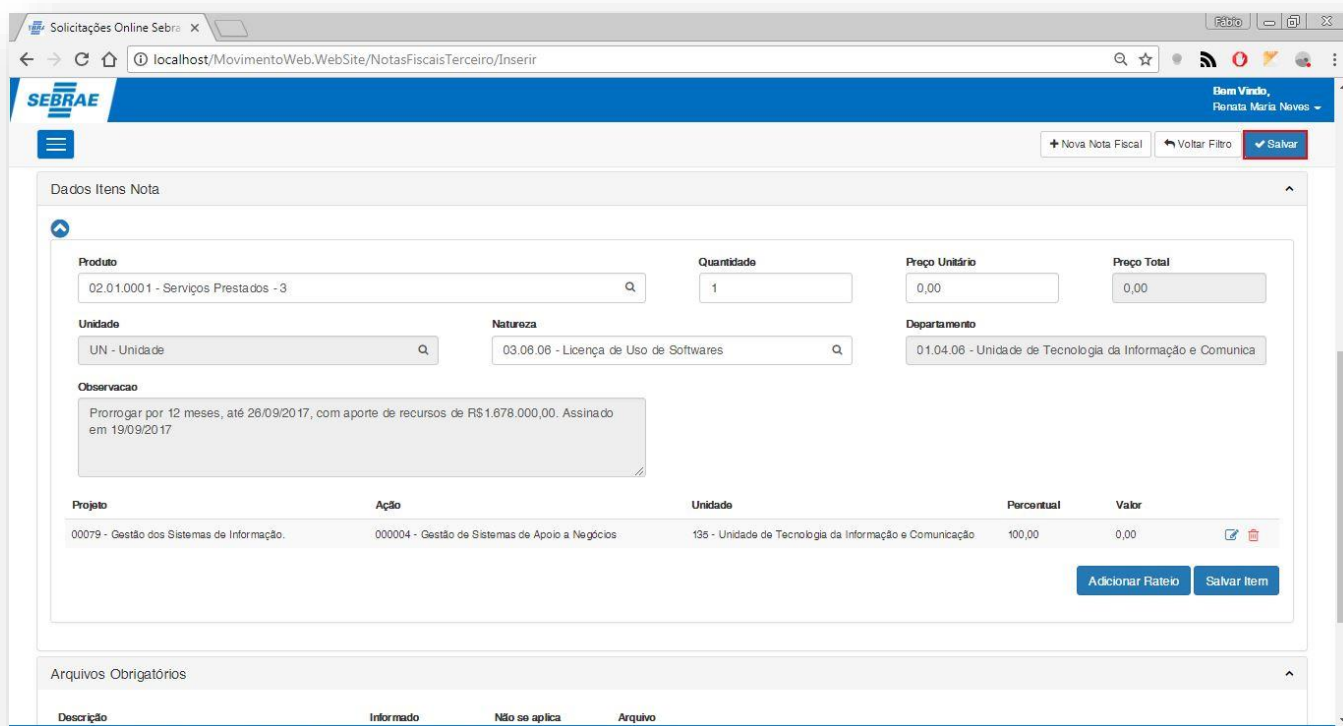 Solicitações Online Sebra
Fábio
localhost/MovimentoWeb.WebSite/NotasFiscaisTerceiro/Inserir
SEBRAE
Bem Vindo,
Renata Maria Neves
Nova Nota Fiscal
Voltar Filtro
Salvar
Dados Itens Nota
Produto
Quantidade
Preço Unitário
Preço Total
02.01.0001 - Serviços Prestados - 3
1
0,00
0,00
Unidade
Natureza
Departamento
UN - Unidade
03.06.06 - Licença de Uso de Softwares
01.04.06 - Unidade de Tecnologia da Informação e Comunica
Observacao
Prorrogar por 12 meses, até 26/09/2017, com aporte de recursos de R$1.678.000,00. Assinado
em 19/09/2017
Projeto Ação Unidade Percentual Valor
00079 - Gestão dos Sistemas de Informação. 000004 - Gestão de Sistemas de Apoio a Negócios 135 - Unidade de Tecnologia da Informação e Comunicação 100,00 0,00
Adicionar Rateio
Salvar Item
Arquivos Obrigatórios
Descrição Informado Não se aplica Arquivo